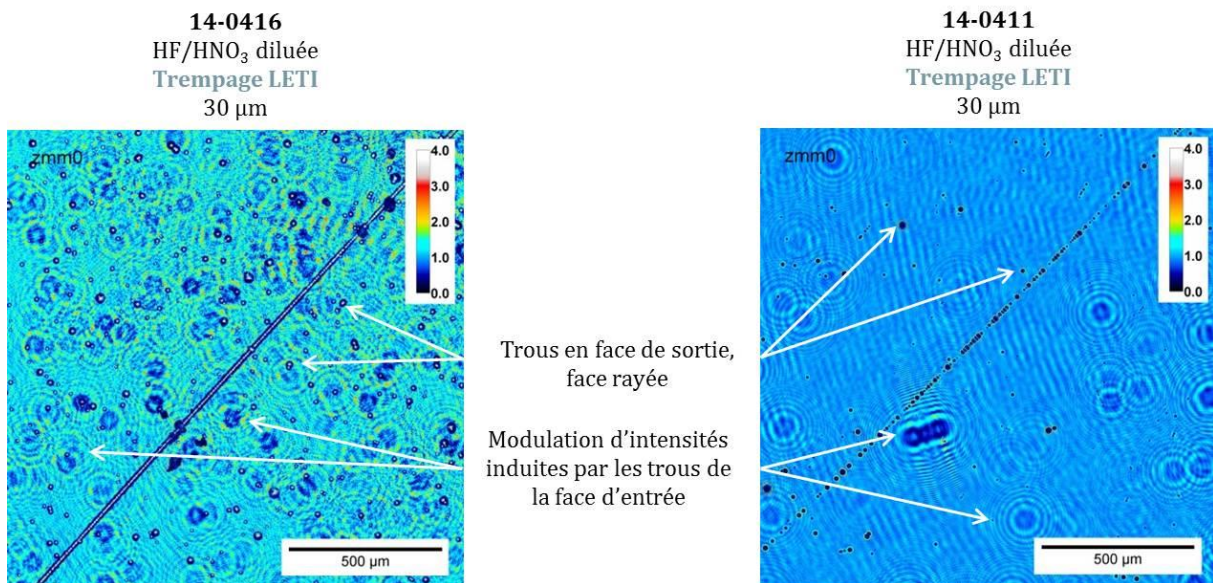 14-0416
HF/HNO₃ diluée
Trempage LETI
30 µm
zmm0
4.0
3.0
2.0
1.0
0.0
500 µm
Trous en face de sortie,
face rayée
Modulation d’intensités
induites par les trous de
la face d’entrée
14-0411
HF/HNO₃ diluée
Trempage LETI
30 µm
zmm0
4.0
3.0
2.0
1.0
0.0
500 µm